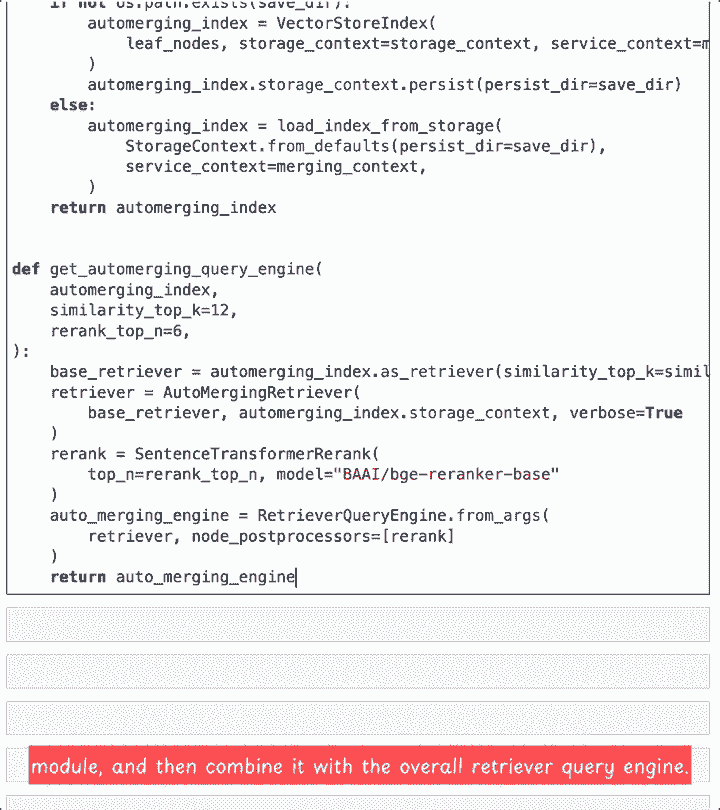 if not os.path.exists(save_dir):
automerging_index = VectorStoreIndex(
leaf_nodes, storage_context=storage_context, service_context=m
)
automerging_index.storage_context.persist(persist_dir=save_dir)
else:
automerging_index = load_index_from_storage(
StorageContext.from_defaults(persist_dir=save_dir),
service_context=merging_context,
)
return automerging_index
def get_automerging_query_engine(
automerging_index,
similarity_top_k=12,
rerank_top_n=6,
):
base_retriever = automerging_index.as_retriever(similarity_top_k=simil
retriever = AutoMergingRetriever(
base_retriever, automerging_index.storage_context, verbose=True
)
rerank = SentenceTransformerRerank(
top_n=rerank_top_n, model="BAAI/bge-reranker-base"
)
auto_merging_engine = RetrieverQueryEngine.from_args(
retriever, node_postprocessors=[rerank]
)
return auto_merging_engine
module, and then combine it with the overall retriever query engine.